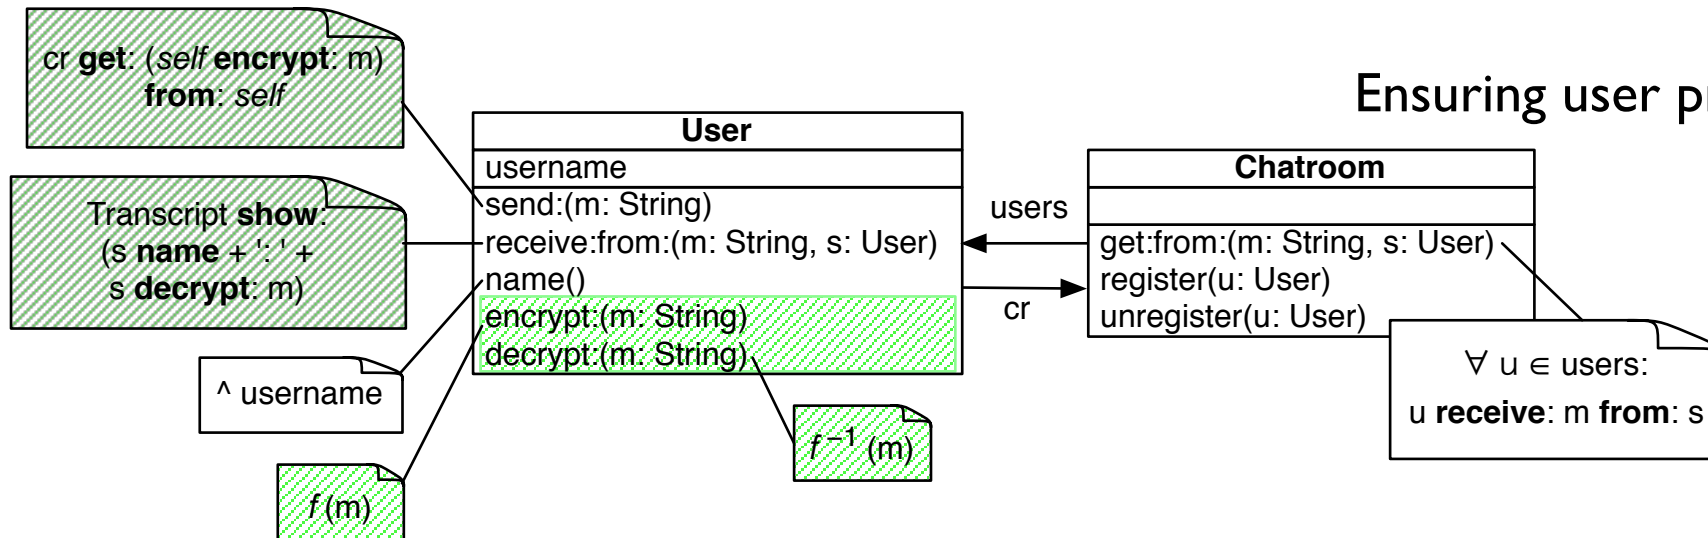 cr get: (self encrypt: m)
from: self
Ensuring user
User
username
send:(m: String)
receive:from:(m: String, s: User)
name()
encrypt:(m: String)
decrypt:(m: String)
Transcript show:
(s name + ': ' +
s decrypt: m)
^ username
f (m)
f⁻¹ (m)
users
cr
Chatroom
get:from:(m: String, s: User)
register(u: User)
unregister(u: User)
∀ u ∈ users:
u receive: m from: s